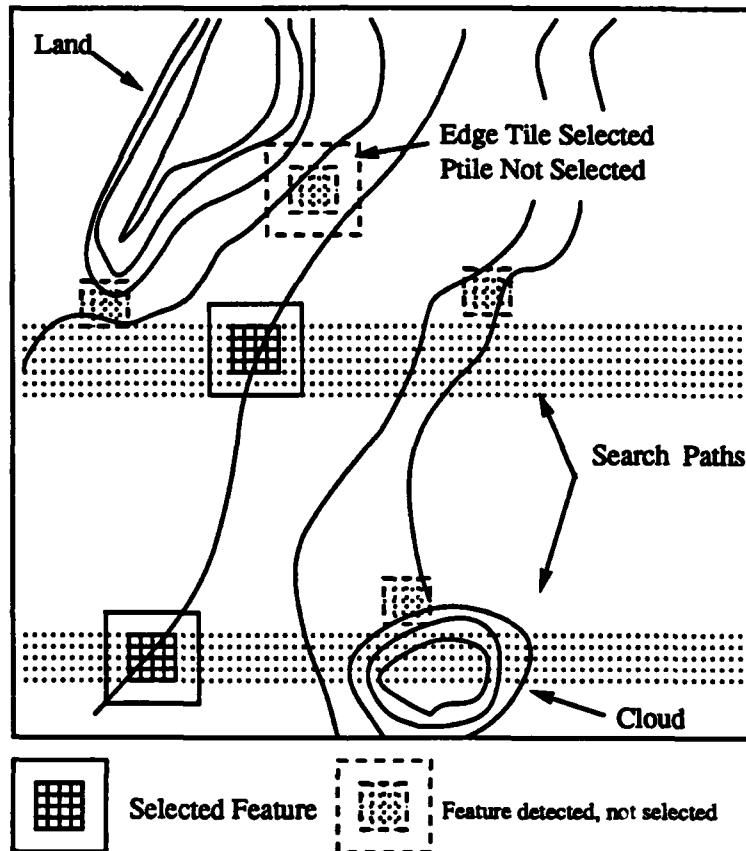 Land
Edge Tile Selected
Ptile Not Selected
Search Paths
Cloud
Selected Feature
Feature detected, not selected